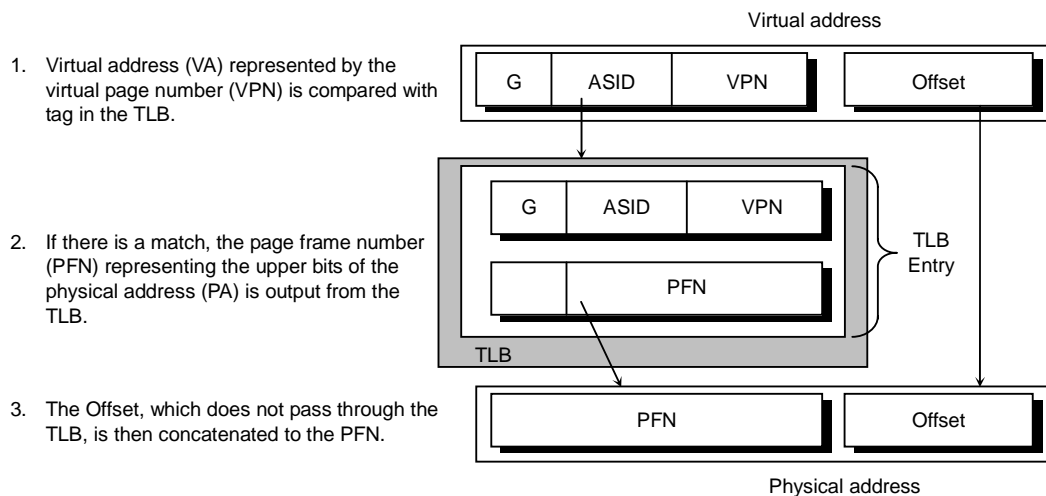 Virtual address
1. Virtual address (VA) represented by the
virtual page number (VPN) is compared with
tag in the TLB.
G ASID VPN Offset
G ASID VPN
2. If there is a match, the page frame number
(PFN) representing the upper bits of the
physical address (PA) is output from the
TLB.
TLB
Entry
PFN
TLB
3. The Offset, which does not pass through the
TLB, is then concatenated to the PFN.
PFN Offset
Physical address